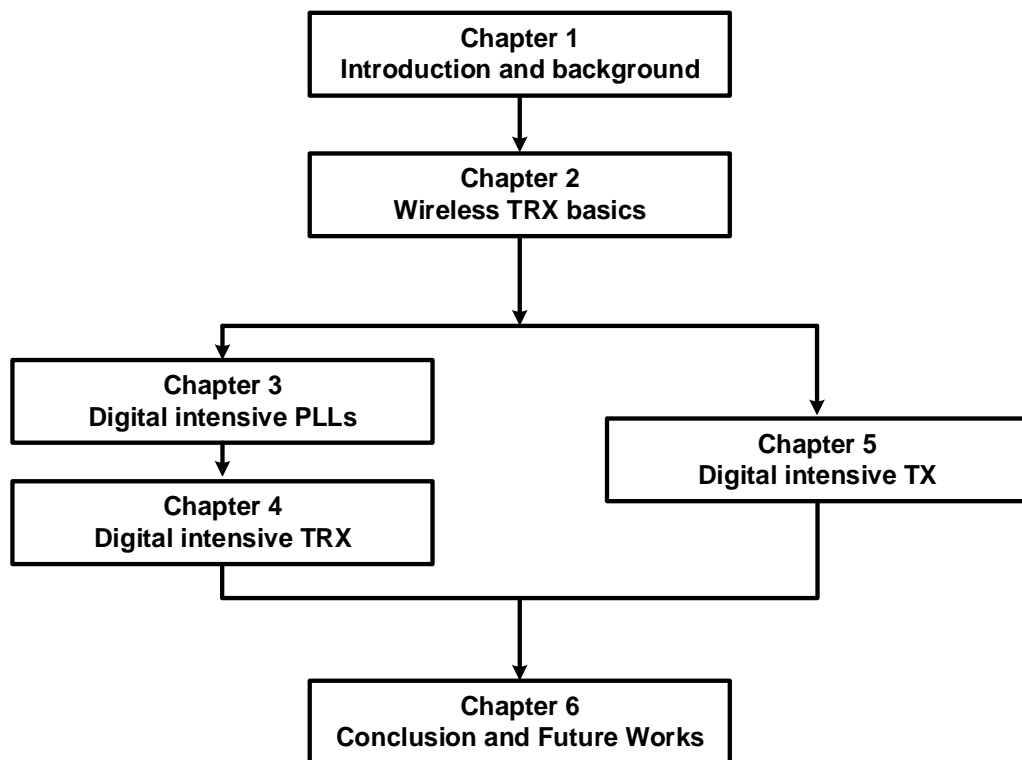 Chapter 1
Introduction and background
Chapter 2
Wireless TRX basics
Chapter 3
Digital intensive PLLs
Chapter 4
Digital intensive TRX
Chapter 5
Digital intensive TX
Chapter 6
Conclusion and Future Works